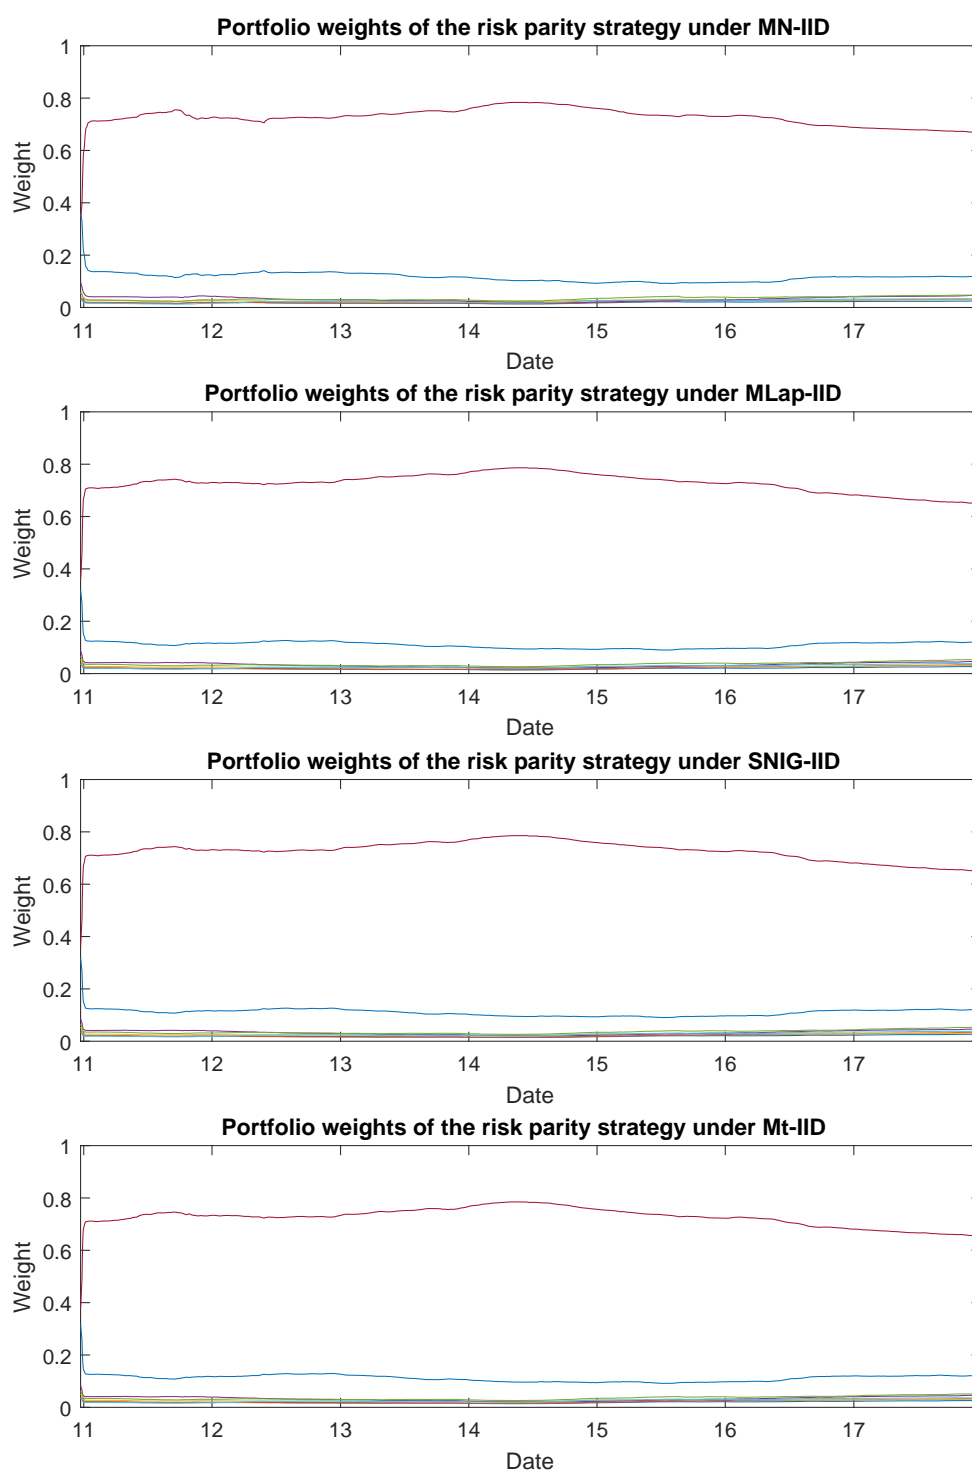 Portfolio weights of the risk parity strategy under MN-IID
1
0.8
0.6
0.4
0.2
0
Weight
11 12 13 14 15 16 17
Date
Portfolio weights of the risk parity strategy under MLap-IID
1
0.8
0.6
0.4
0.2
0
Weight
11 12 13 14 15 16 17
Date
Portfolio weights of the risk parity strategy under SNIG-IID
1
0.8
0.6
0.4
0.2
0
Weight
11 12 13 14 15 16 17
Date
Portfolio weights of the risk parity strategy under Mt-IID
1
0.8
0.6
0.4
0.2
0
Weight
11 12 13 14 15 16 17
Date